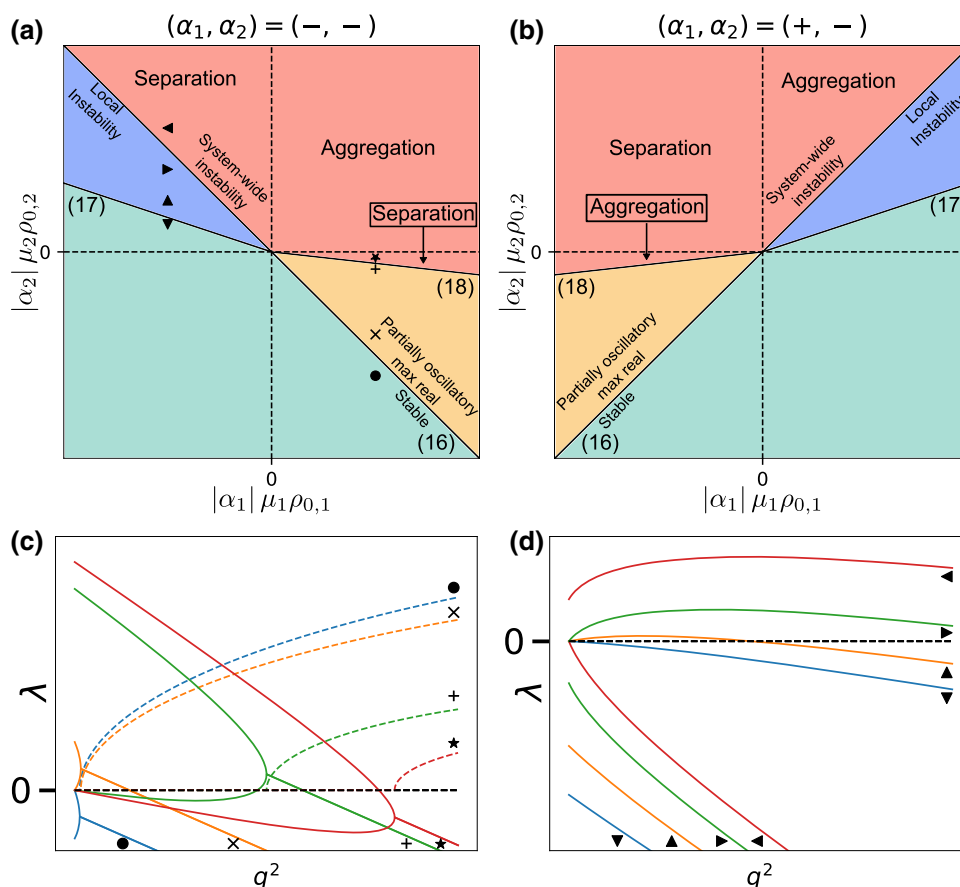 (a)
(α₁, α₂) = (−, −)
Separation
Local
Instability
System-wide
instability
Aggregation
Separation
(17)
(18)
Partially oscillatory
max real
Stable
(16)
0
|α₂| μ₂ρ₀,₂
0
|α₁| μ₁ρ₀,₁
(b)
(α₁, α₂) = (+, −)
Aggregation
Separation
System-wide
instability
Local
Instability
Aggregation
(17)
(18)
Partially oscillatory
max real
Stable
(16)
0
|α₂| μ₂ρ₀,₂
0
|α₁| μ₁ρ₀,₁
(c)
0
λ
q²
(d)
0
λ
q²